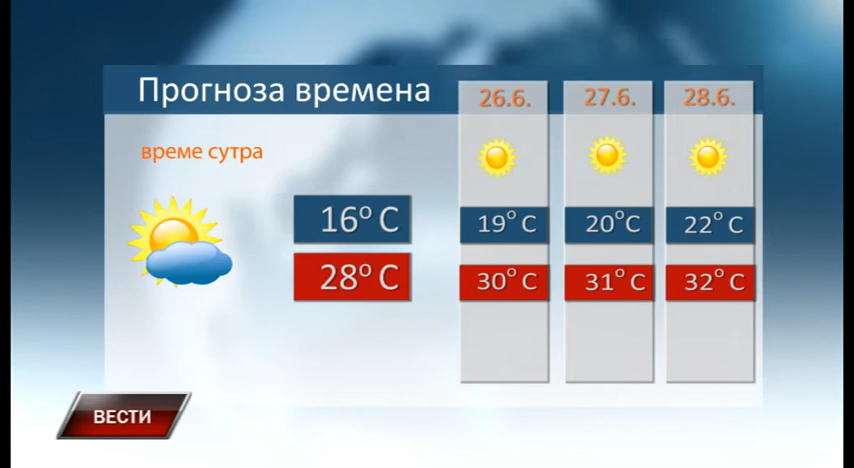 Прогноза времена
време сутра
16° C
28° C
26.6. 27.6. 28.6.
19° C 20°C 22° C
30° C 31° C 32° C
ВЕСТИ